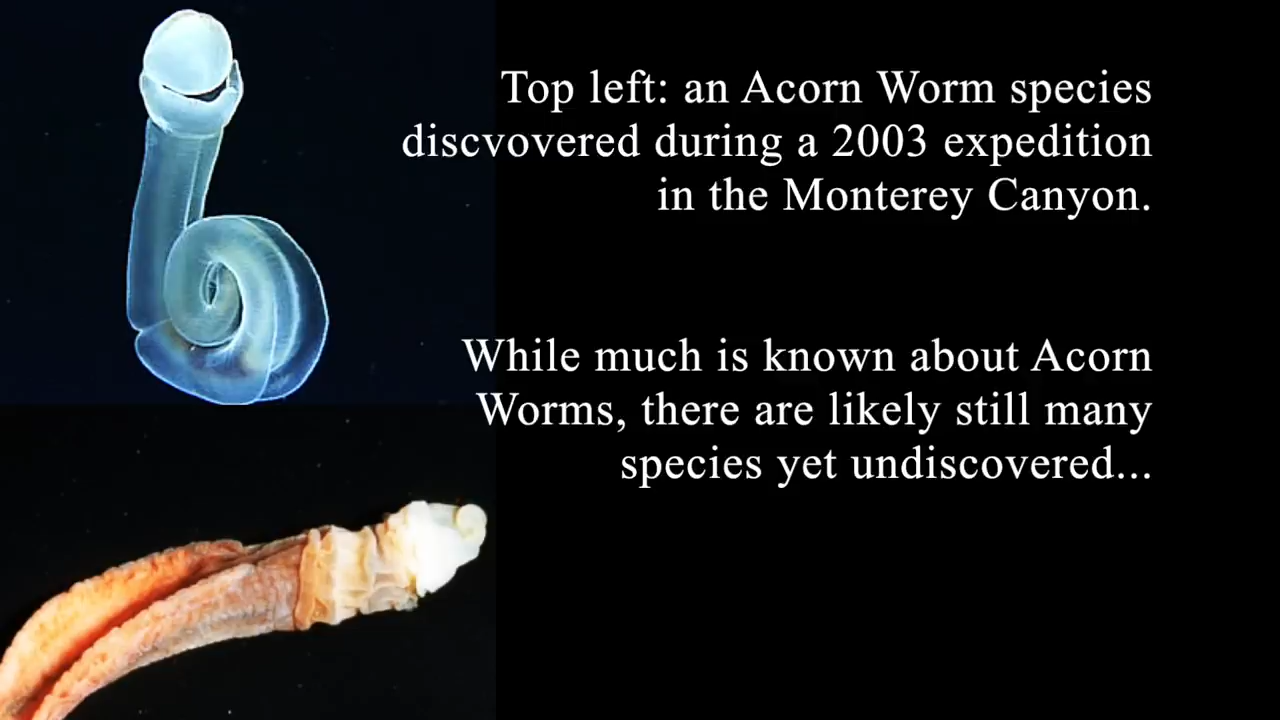 Top left: an Acorn Worm species
discvovered during a 2003 expedition
in the Monterey Canyon.
While much is known about Acorn
Worms, there are likely still many
species yet undiscovered...